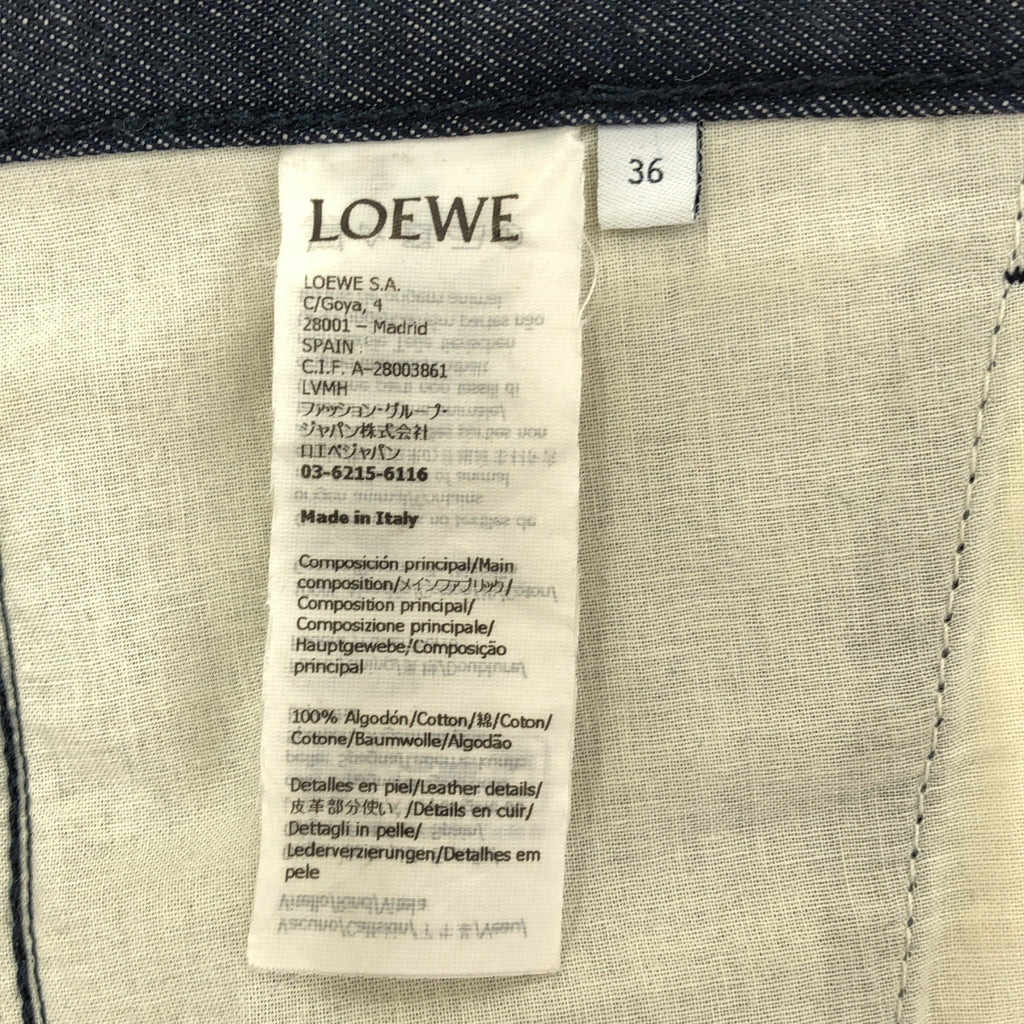 36
LOEWE
LOEWE S.A.
C/Goya, 4
28001 – Madrid
SPAIN
C.I.F. A-28003861
LVMH
ファッション・グループ・
ジャパン株式会社
ロエベジャパン
03-6215-6116
Made in Italy
Composición principal/Main
composition/メインファブリック/
Composition principal/
Composizione principale/
Hauptgewebe/Composição
principal
100% Algodón/Cotton/綿/Coton/
Cotone/Baumwolle/Algodão
Detalles en piel/Leather details/
皮革部分使い /Détails en cuir/
Dettagli in pelle/
Lederverzierungen/Detalhes em
pele